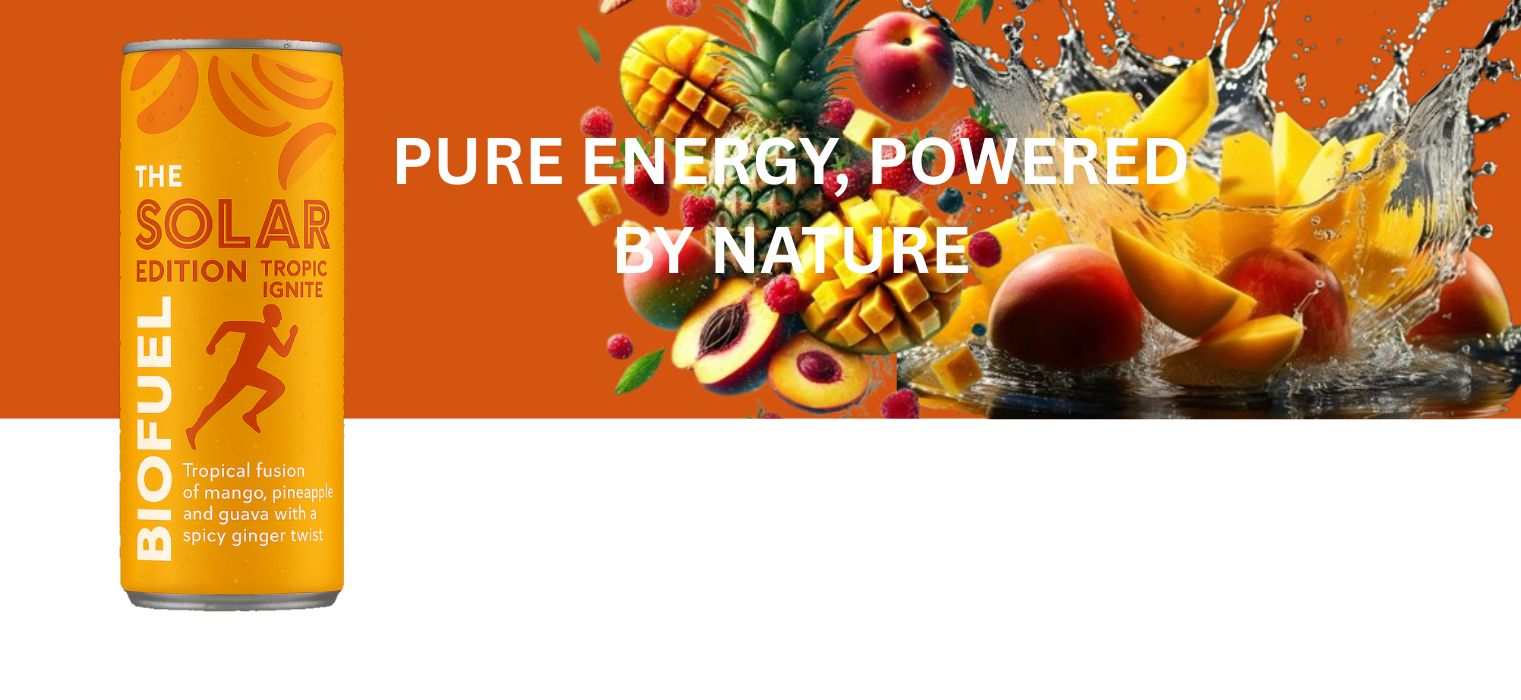 THE
SOLAR
EDITION
TROPIC
IGNITE
BIOFUEL
Tropical fusion
of mango, pineapple
and guava with a
spicy ginger twist
PURE ENERGY, POWERED
BY NATURE